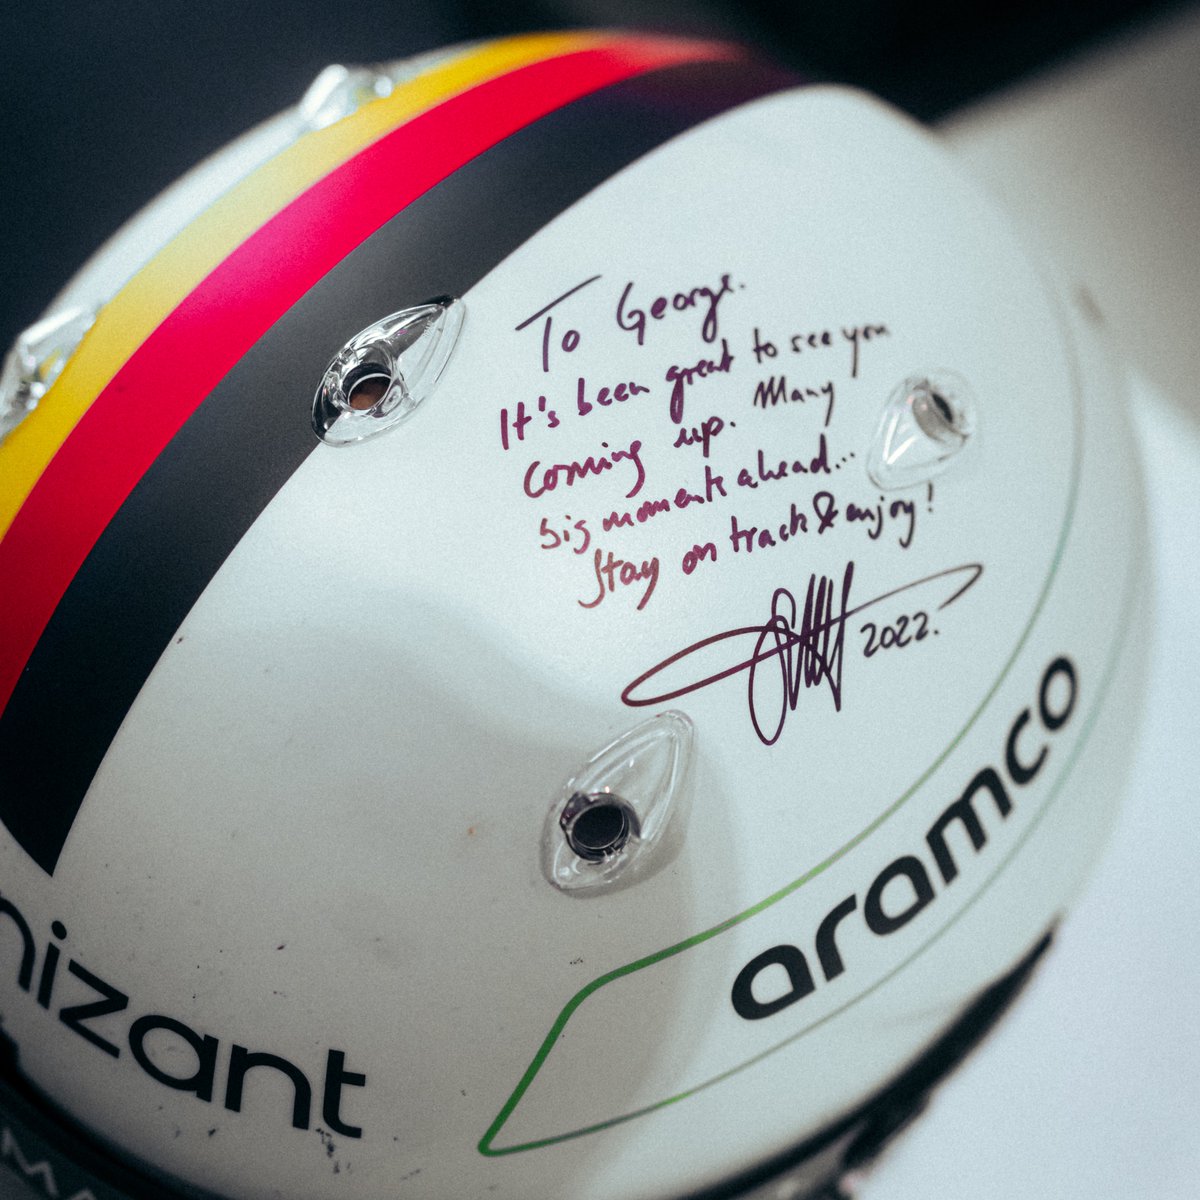 To George.
It's been great to see you
coming up. Many
big moments ahead...
Stay on track & enjoy!
2022.
aramco
nizant